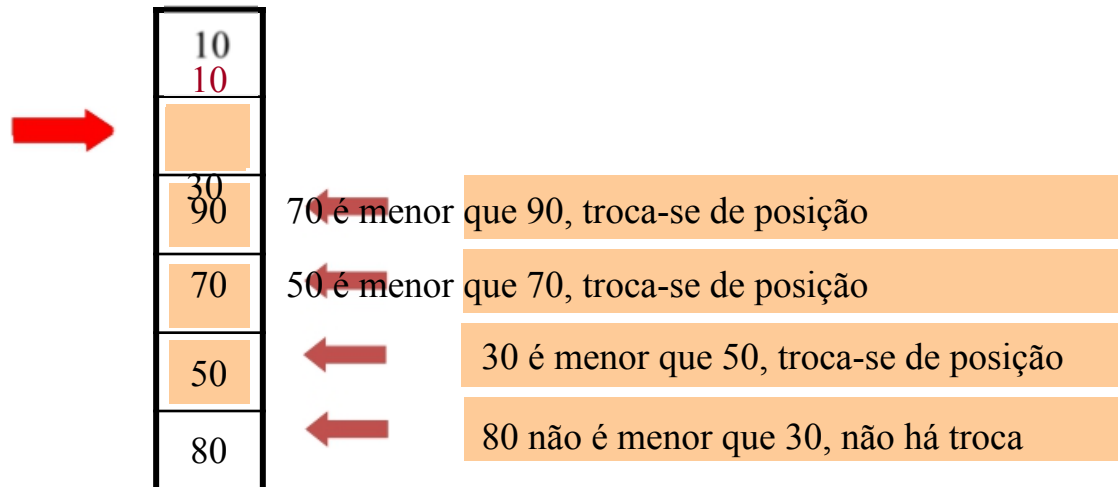 10
10
30
90 70 é menor que 90, troca-se de posição
70 50 é menor que 70, troca-se de posição
50 30 é menor que 50, troca-se de posição
80 80 não é menor que 30, não há troca